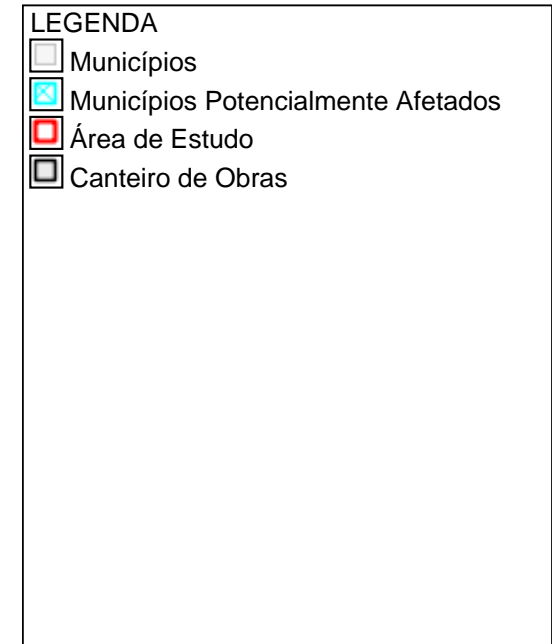 LEGENDA
Municípios
Municípios Potencialmente Afetados
Área de Estudo
Canteiro de Obras